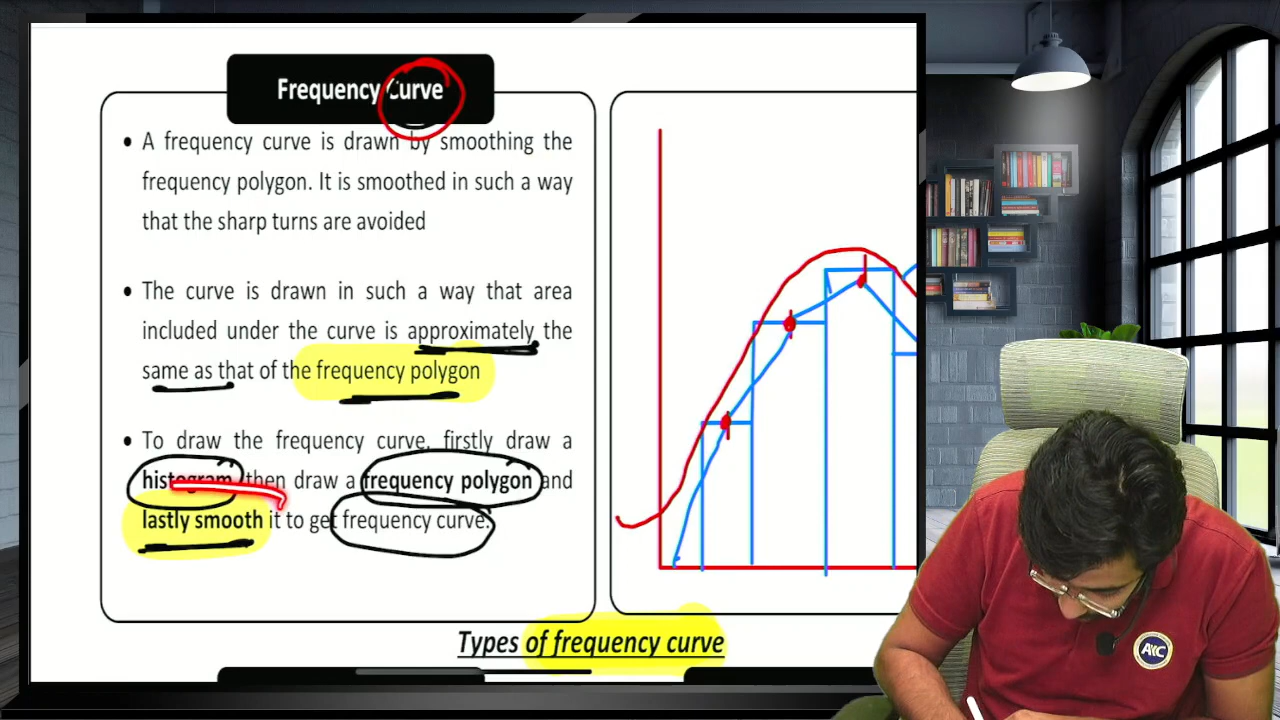 Frequency Curve
• A frequency curve is drawn by smoothing the
frequency polygon. It is smoothed in such a way
that the sharp turns are avoided
• The curve is drawn in such a way that area
included under the curve is approximately the
same as that of the frequency polygon
• To draw the frequency curve, firstly draw a
histogram then draw a frequency polygon and
lastly smooth it to get frequency curve.
Types of frequency curve
AKC